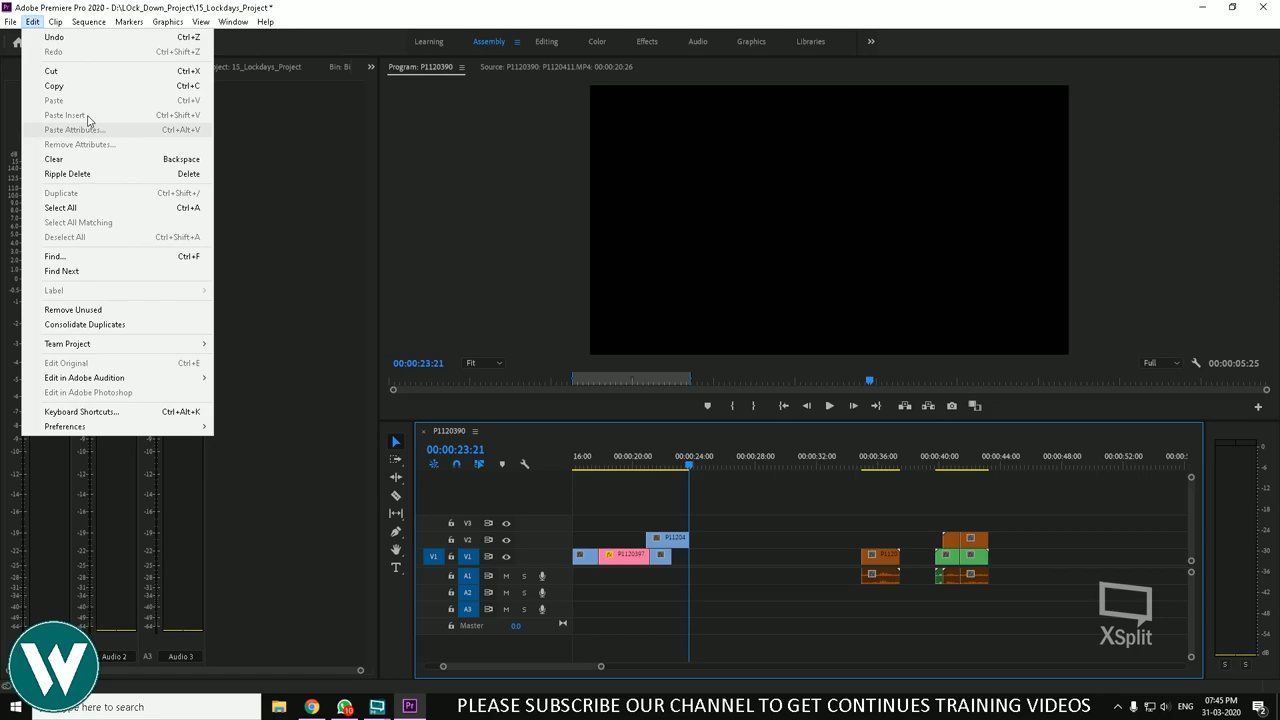 Adobe Premiere Pro 2020 - D:\LOck_Down_Project\15_Lockdays_Project *
File Edit Clip Sequence Markers Graphics View Window Help
Learning Assembly Editing Color Effects Audio Graphics Libraries
Undo Ctrl+Z
Redo Ctrl+Shift+Z
Cut Ctrl+X
Copy Ctrl+C
Paste Ctrl+V
Paste Insert Ctrl+Shift+V
Paste Attributes... Ctrl+Alt+V
Remove Attributes...
Clear Backspace
Ripple Delete Delete
Duplicate Ctrl+Shift+/
Select All Ctrl+A
Select All Matching
Deselect All Ctrl+Shift+A
Find... Ctrl+F
Find Next
Label
Remove Unused
Consolidate Duplicates
Team Project
Edit Original Ctrl+E
Edit in Adobe Audition
Edit in Adobe Photoshop
Keyboard Shortcuts... Ctrl+Alt+K
Preferences
ject: 15_Lockdays_Project Bin: Bi
Program: P1120390 Source: P1120390: P1120411.MP4: 00:00:20:26
00:00:23:21 Fit Full 00:00:05:25
P1120390
00:00:23:21
16:00 00:00:20:00 00:00:24:00 00:00:28:00 00:00:32:00 00:00:36:00 00:00:40:00 00:00:44:00 00:00:48:00 00:00:52:00
V3
V2 P11204
V1 V1 P1120397. P1120
A1 M S
A2 M S
A3 M S
Master 0.0
XSplit
Audio 2 A3 Audio 3
S S
W
PLEASE SUBSCRIBE OUR CHANNEL TO GET CONTINUES TRAINING VIDEOS
here to search
ENG
07:45 PM
31-03-2020